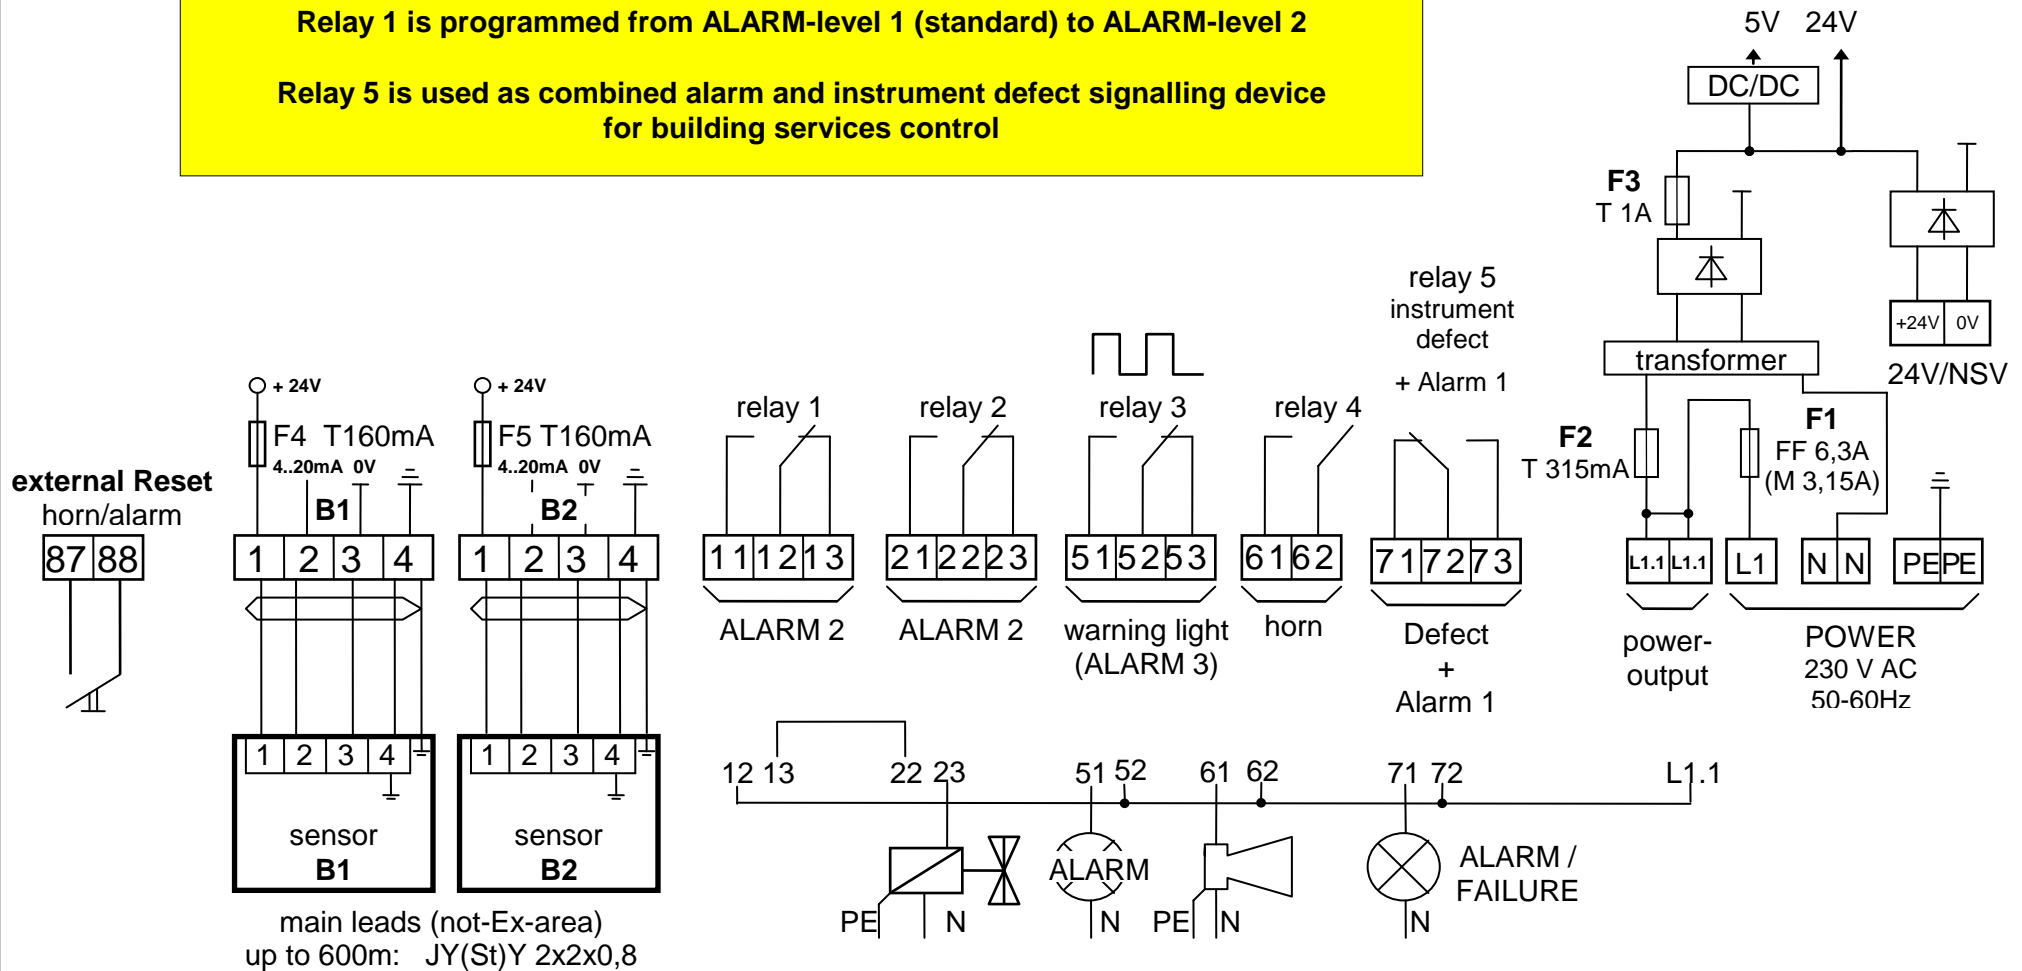 Relay 1 is programmed from ALARM-level 1 (standard) to ALARM-level 2
Relay 5 is used as combined alarm and instrument defect signalling device
for building services control
5V 24V
DC/DC
F3
T 1A
+24V 0V
24V/NSV
transformer
F2
T 315mA
F1
FF 6,3A
(M 3,15A)
L1.1 L1.1 L1 N N PE PE
power-
output
POWER
230 V AC
50-60Hz
external Reset
horn/alarm
87 88
+ 24V
F4 T160mA
4..20mA 0V
B1
1 2 3 4
+ 24V
F5 T160mA
4..20mA 0V
B2
1 2 3 4
1 2 3 4
sensor
B1
1 2 3 4
sensor
B2
main leads (not-Ex-area)
up to 600m: JY(St)Y 2x2x0,8
relay 1
11 12 13
ALARM 2
relay 2
21 22 23
ALARM 2
relay 3
51 52 53
warning light
(ALARM 3)
relay 4
61 62
horn
relay 5
instrument
defect
+ Alarm 1
71 72 73
Defect
+
Alarm 1
12 13 22 23 51 52 61 62 71 72 L1.1
ALARM
ALARM /
FAILURE
PE N N PE N N